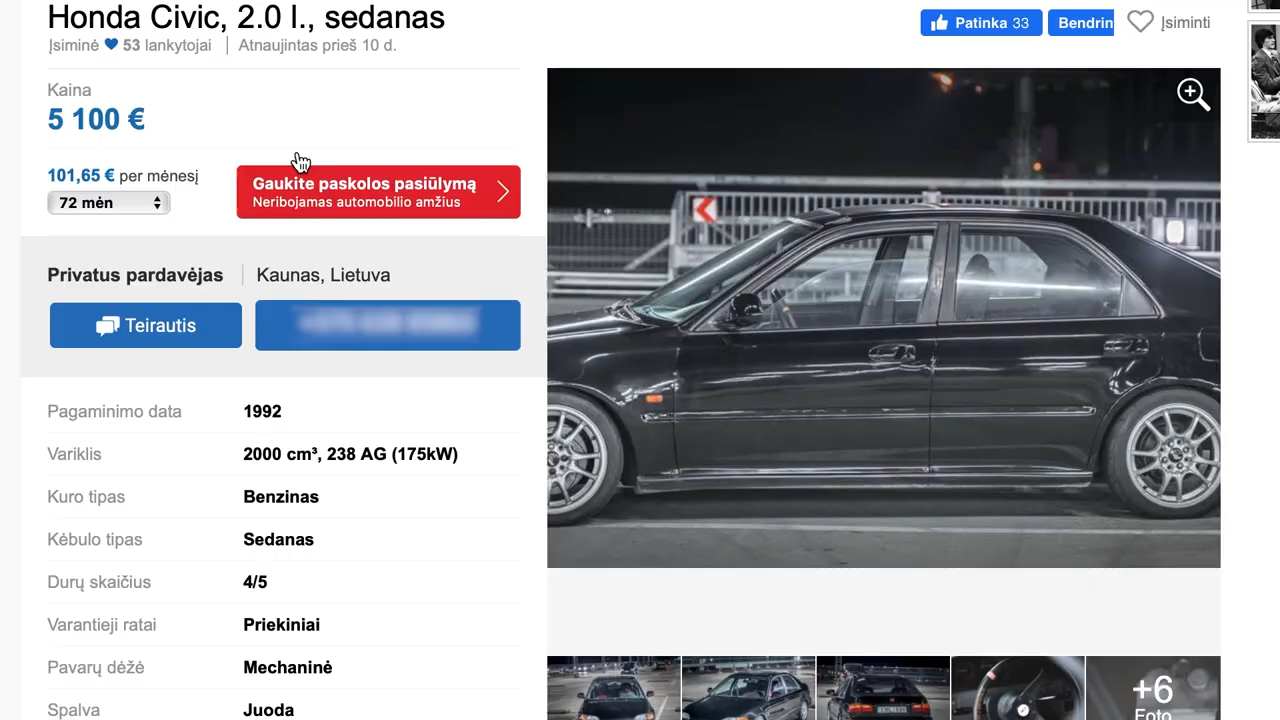 Honda Civic, 2.0 l., sedanas
Įsiminė 53 lankytojai | Atnaujintas prieš 10 d.
Patinka 33
Bendrin
Įsiminti
Kaina
5 100 €
101,65 € per mėnesį
72 mėn
Gaukite paskolos pasiūlymą
Neribojamas automobilio amžius
Privatus pardavėjas
Kaunas, Lietuva
Teirautis
Pagaminimo data 1992
Variklis 2000 cm³, 238 AG (175kW)
Kuro tipas Benzinas
Kėbulo tipas Sedanas
Durų skaičius 4/5
Varantieji ratai Priekiniai
Pavarų dėžė Mechaninė
Spalva Juoda
+6
Foto